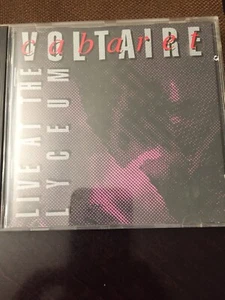 cabaret
VOLTAIRE
LIVE AT THE
LYCEUM